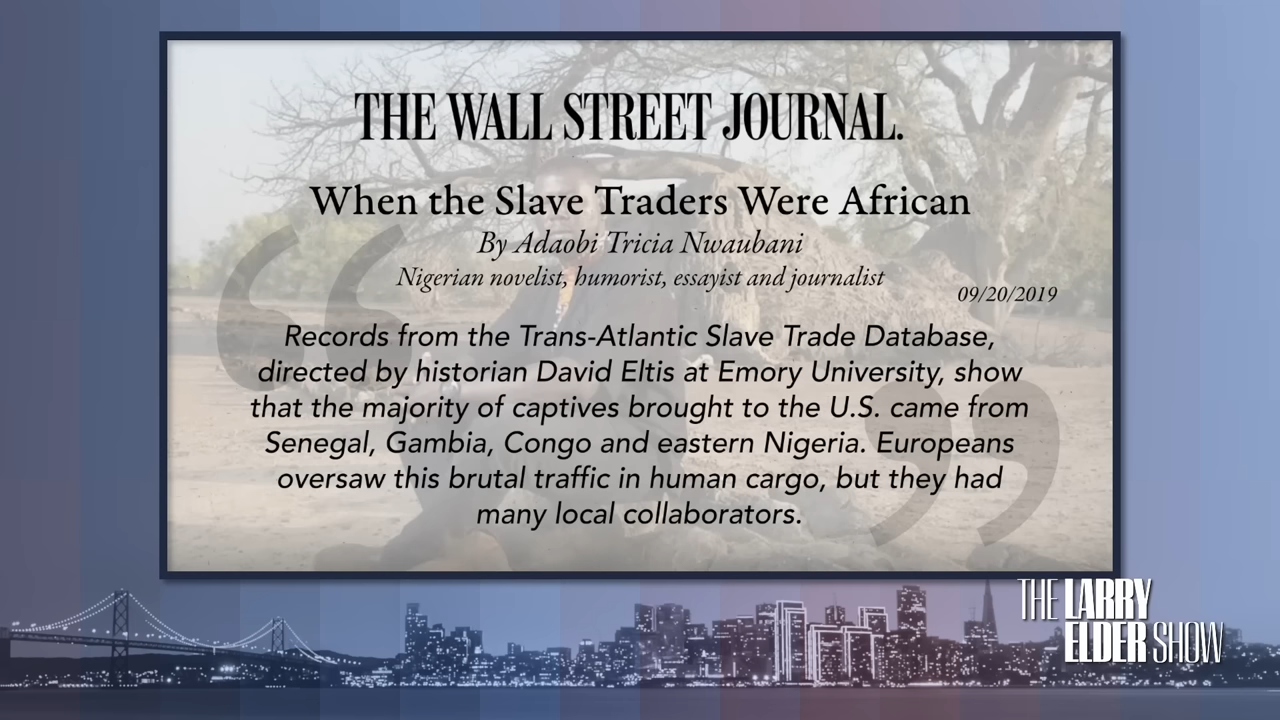 THE WALL STREET JOURNAL.
When the Slave Traders Were African
By Adaobi Tricia Nwaubani
Nigerian novelist, humorist, essayist and journalist
09/20/2019
Records from the Trans-Atlantic Slave Trade Database,
directed by historian David Eltis at Emory University, show
that the majority of captives brought to the U.S. came from
Senegal, Gambia, Congo and eastern Nigeria. Europeans
oversaw this brutal traffic in human cargo, but they had
many local collaborators.
THE LARRY
ELDER SHOW